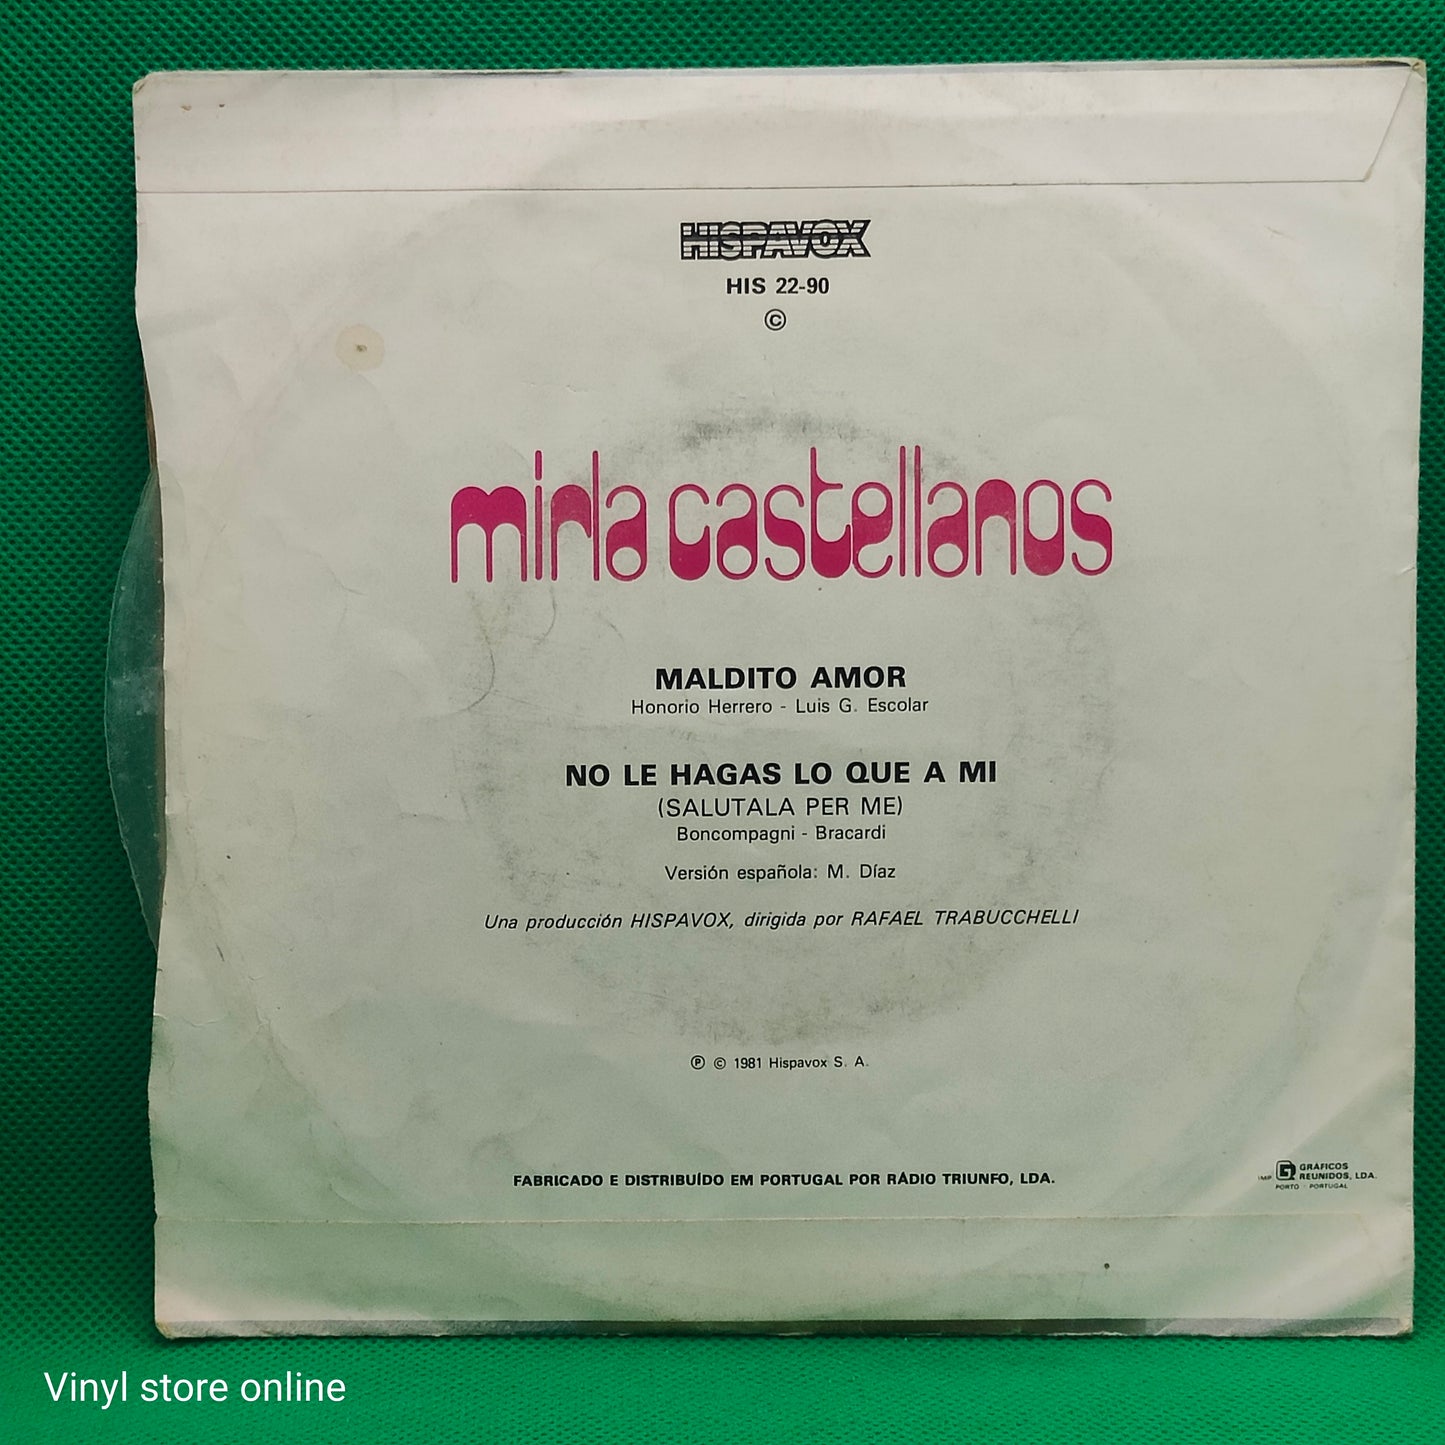 HISPAVOX
HIS 22-90
©
mirla castellanos
MALDITO AMOR
Honorio Herrero - Luis G. Escolar
NO LE HAGAS LO QUE A MI
(SALUTALA PER ME)
Boncompagni - Bracardi
Versión española: M. Díaz
Una producción HISPAVOX, dirigida por RAFAEL TRABUCCHELLI
℗ © 1981 Hispavox S. A.
FABRICADO E DISTRIBUÍDO EM PORTUGAL POR RÁDIO TRIUNFO, LDA.
IMP GRÁFICOS
REUNIDOS, LDA.
PORTO - PORTUGAL
Vinyl store online